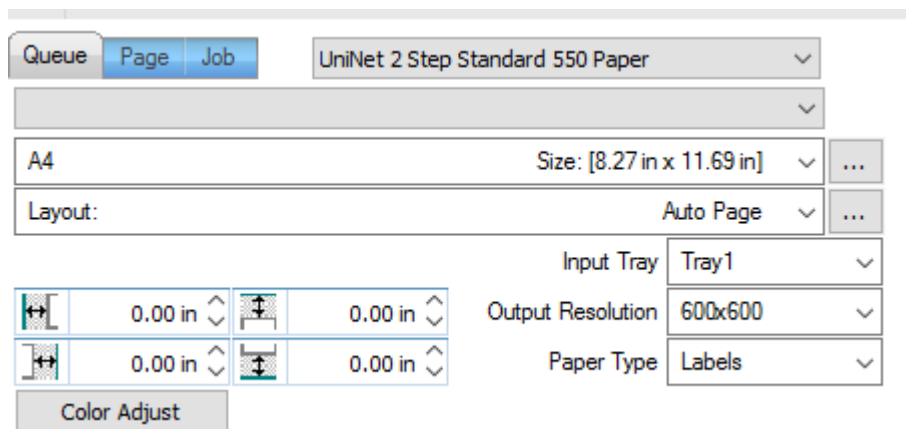 Queue Page Job UniNet 2 Step Standard 550 Paper
A4 Size: [8.27 in x 11.69 in] ...
Layout: Auto Page ...
Input Tray Tray1
0.00 in 0.00 in Output Resolution 600x600
0.00 in 0.00 in Paper Type Labels
Color Adjust